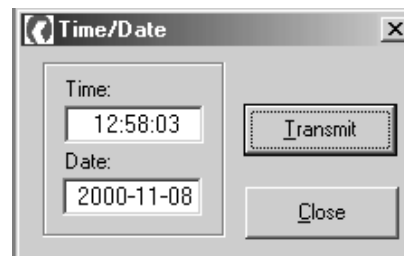 Time/Date
Time:
12:58:03
Transmit
Date:
2000-11-08
Close